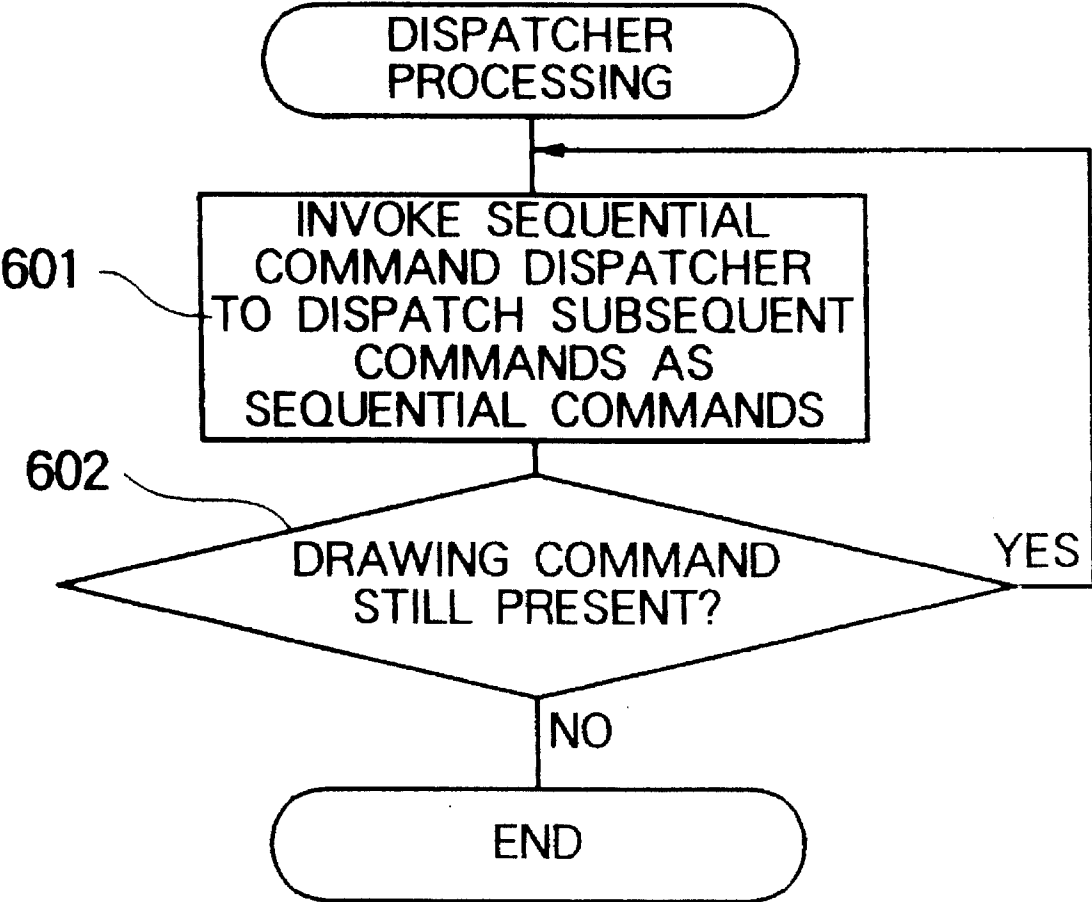 DISPATCHER
PROCESSING
INVOKE SEQUENTIAL
COMMAND DISPATCHER
TO DISPATCH SUBSEQUENT
COMMANDS AS
SEQUENTIAL COMMANDS
601
602
DRAWING COMMAND
STILL PRESENT?
YES
NO
END